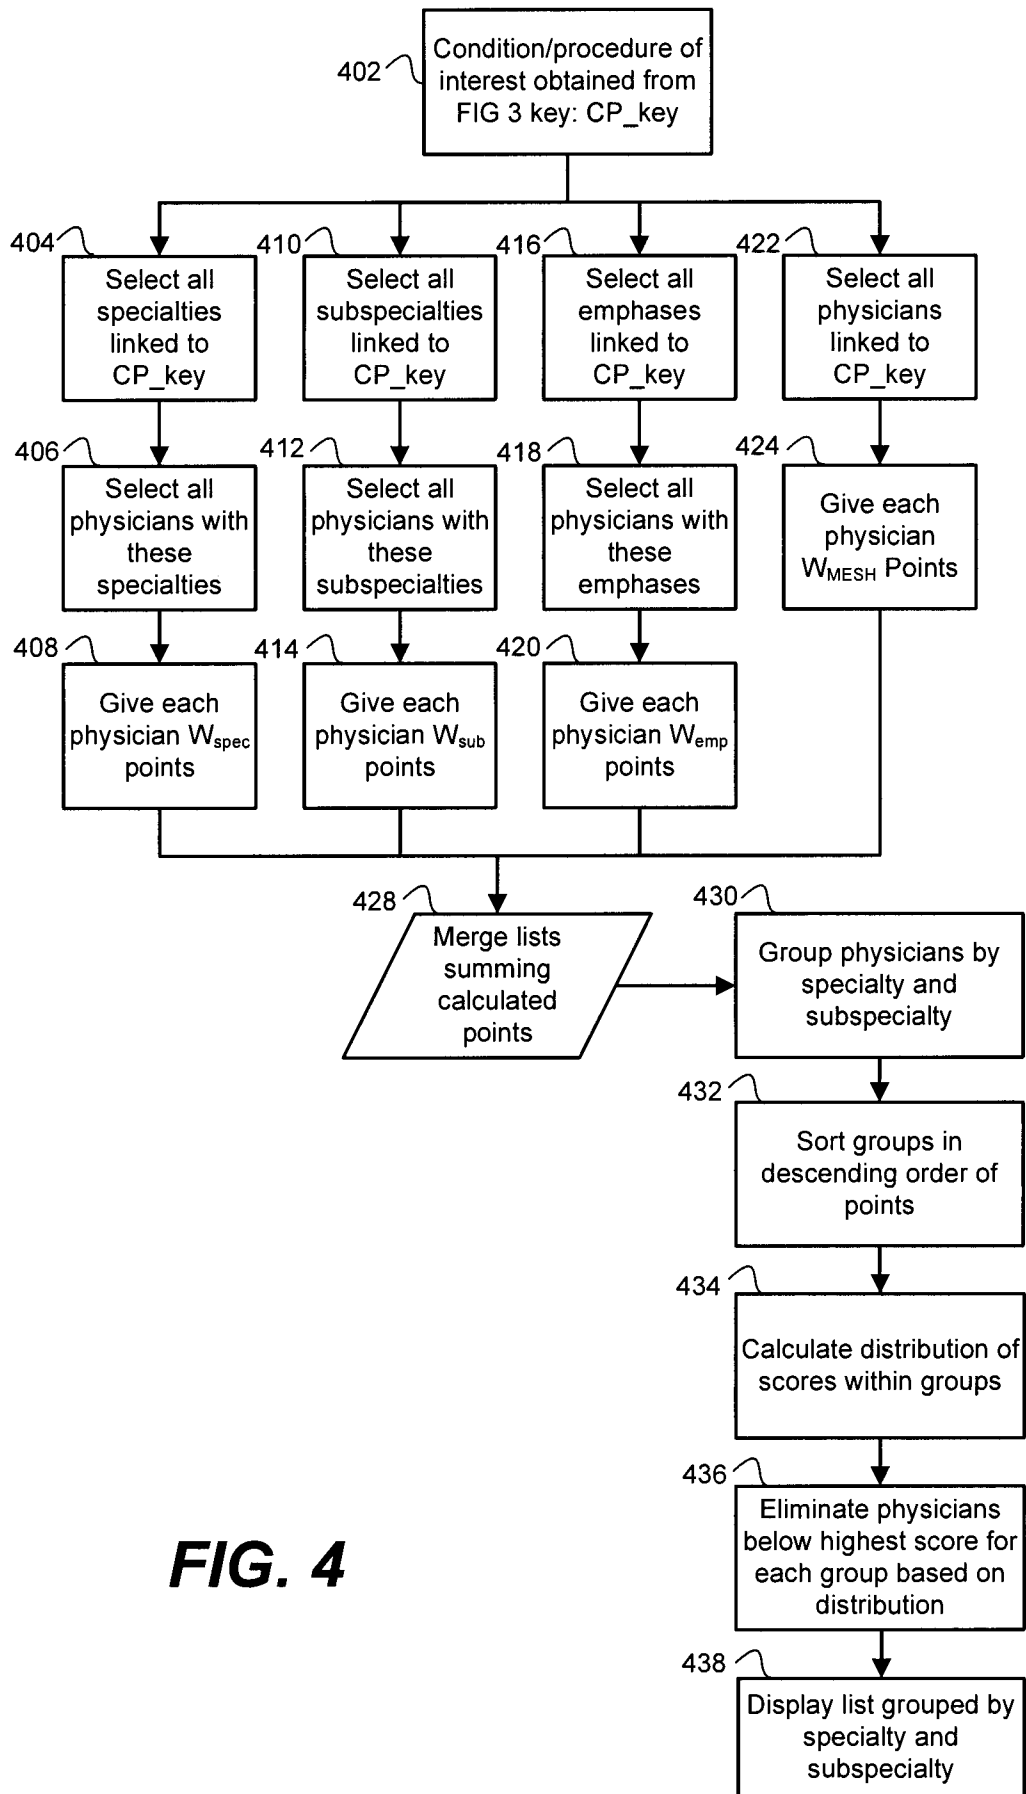 402
Condition/procedure of
interest obtained from
FIG 3 key: CP_key
404
Select all
specialties
linked to
CP_key
410
Select all
subspecialties
linked to
CP_key
416
Select all
emphases
linked to
CP_key
422
Select all
physicians
linked to
CP_key
406
Select all
physicians with
these
specialties
412
Select all
physicians with
these
subspecialties
418
Select all
physicians with
these
emphases
424
Give each
physician
WMESH Points
408
Give each
physician Wspec
points
414
Give each
physician Wsub
points
420
Give each
physician Wemp
points
428
Merge lists
summing
calculated
points
430
Group physicians by
specialty and
subspecialty
432
Sort groups in
descending order of
points
434
Calculate distribution of
scores within groups
436
Eliminate physicians
below highest score for
each group based on
distribution
438
Display list grouped by
specialty and
subspecialty
FIG. 4